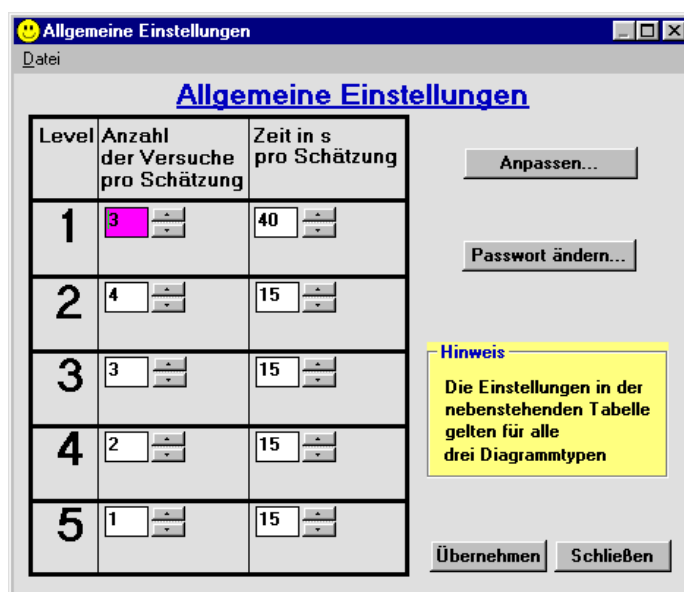 Allgemeine Einstellungen
Datei
Allgemeine Einstellungen
Level
Anzahl
der Versuche
pro Schätzung
Zeit in s
pro Schätzung
1
3
40
2
4
15
3
3
15
4
2
15
5
1
15
Anpassen...
Passwort ändern...
Hinweis
Die Einstellungen in der
nebenstehenden Tabelle
gelten für alle
drei Diagrammtypen
Übernehmen
Schließen